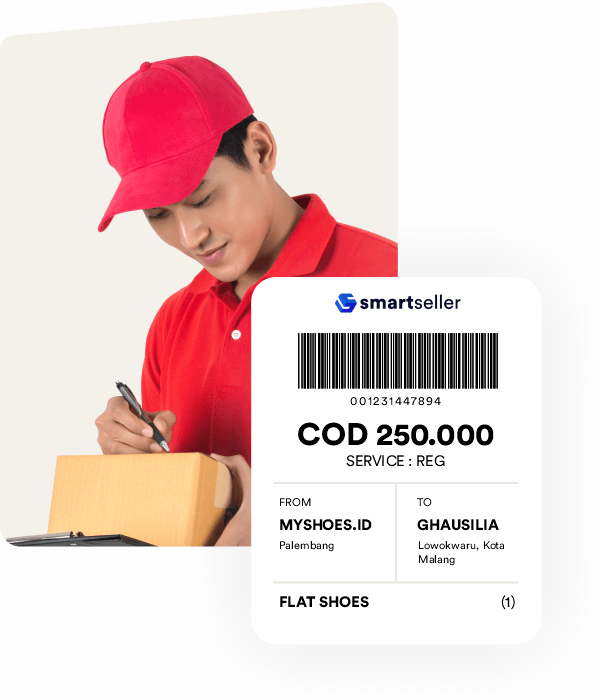 smartseller
001231447894
COD 250.000
SERVICE : REG
FROM
MYSHOES.ID
Palembang
TO
GHAUSILIA
Lowokwaru, Kota
Malang
FLAT SHOES (1)